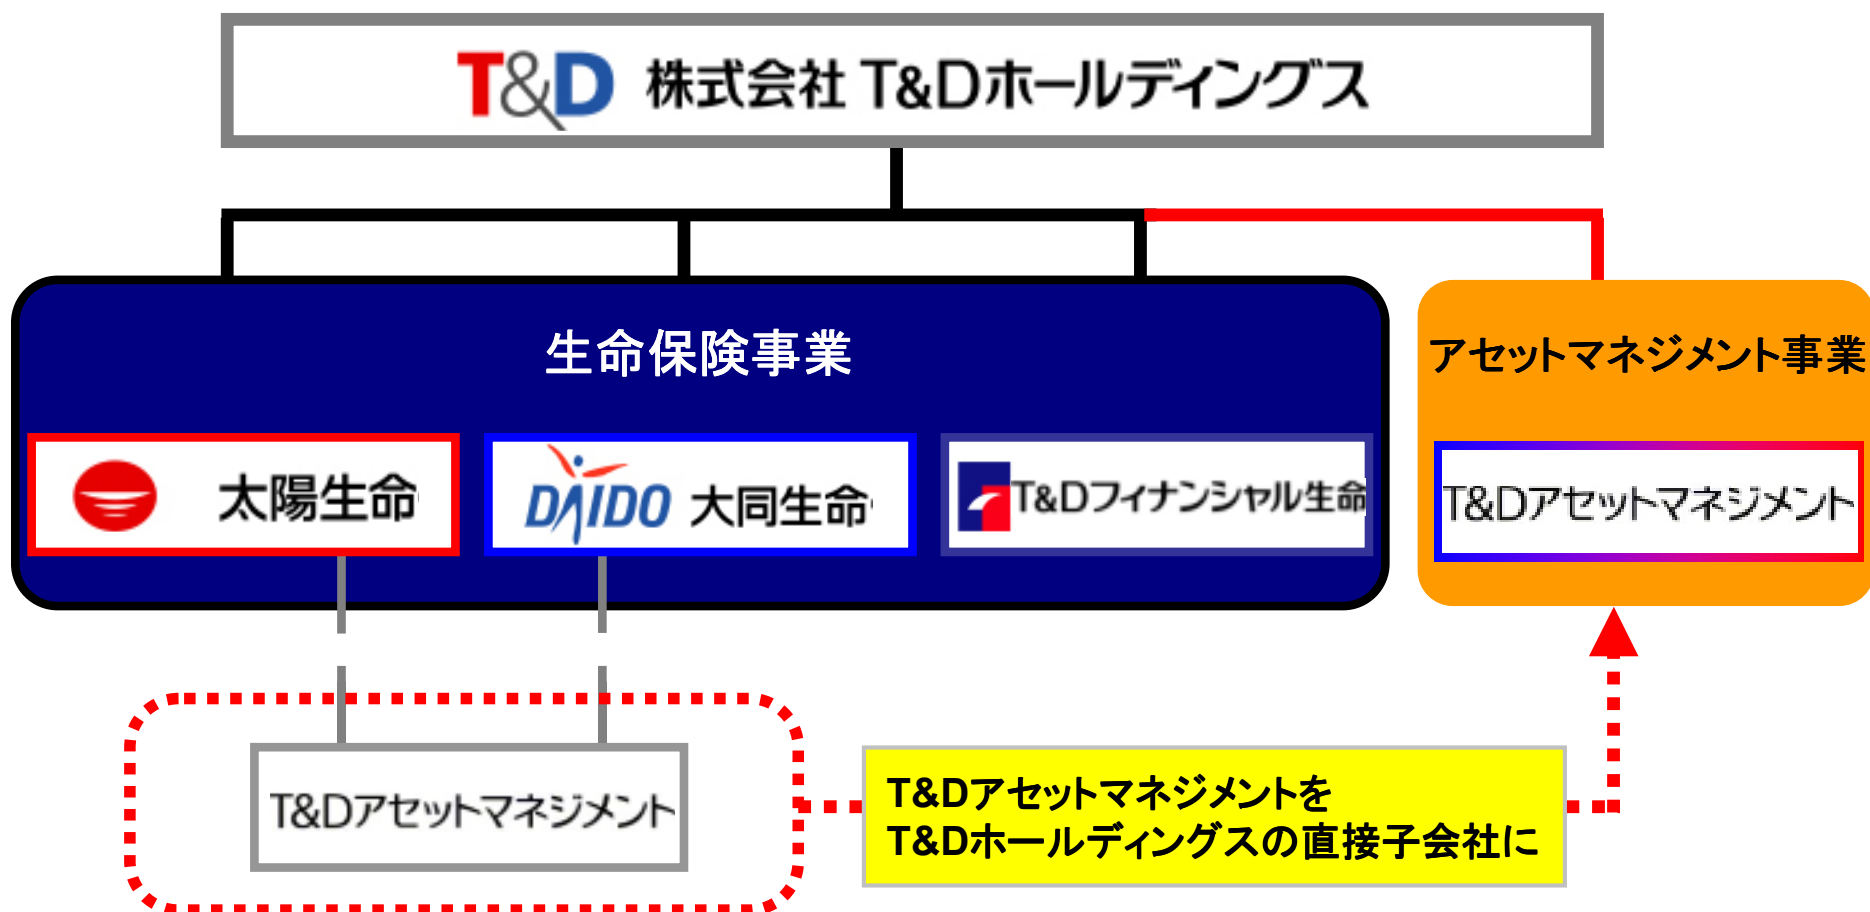 T&D 株式会社 T&Dホールディングス
生命保険事業
アセットマネジメント事業
太陽生命
DAIDO 大同生命
T&Dフィナンシャル生命
T&Dアセットマネジメント
T&Dアセットマネジメント
T&Dアセットマネジメントを
T&Dホールディングスの直接子会社に